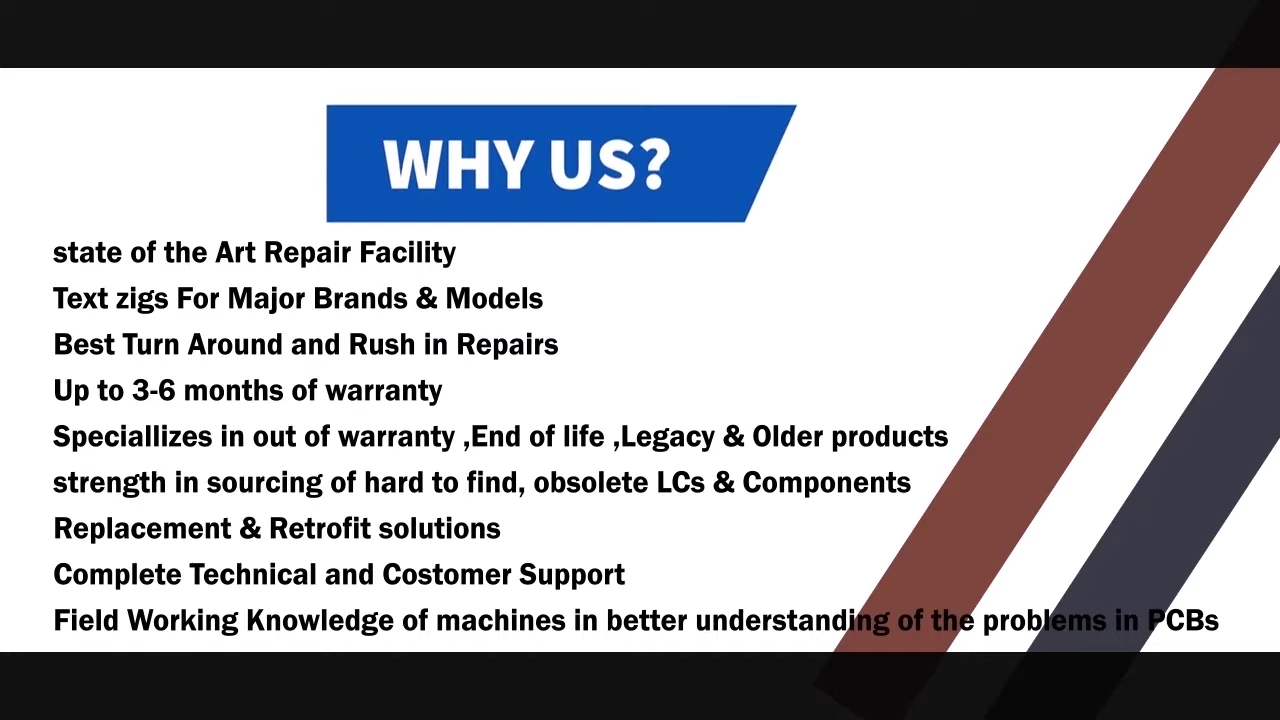 WHY US?
state of the Art Repair Facility
Text zigs For Major Brands & Models
Best Turn Around and Rush in Repairs
Up to 3-6 months of warranty
Speciallizes in out of warranty ,End of life ,Legacy & Older products
strength in sourcing of hard to find, obsolete LCs & Components
Replacement & Retrofit solutions
Complete Technical and Costomer Support
Field Working Knowledge of machines in better understanding of the problems in PCBs